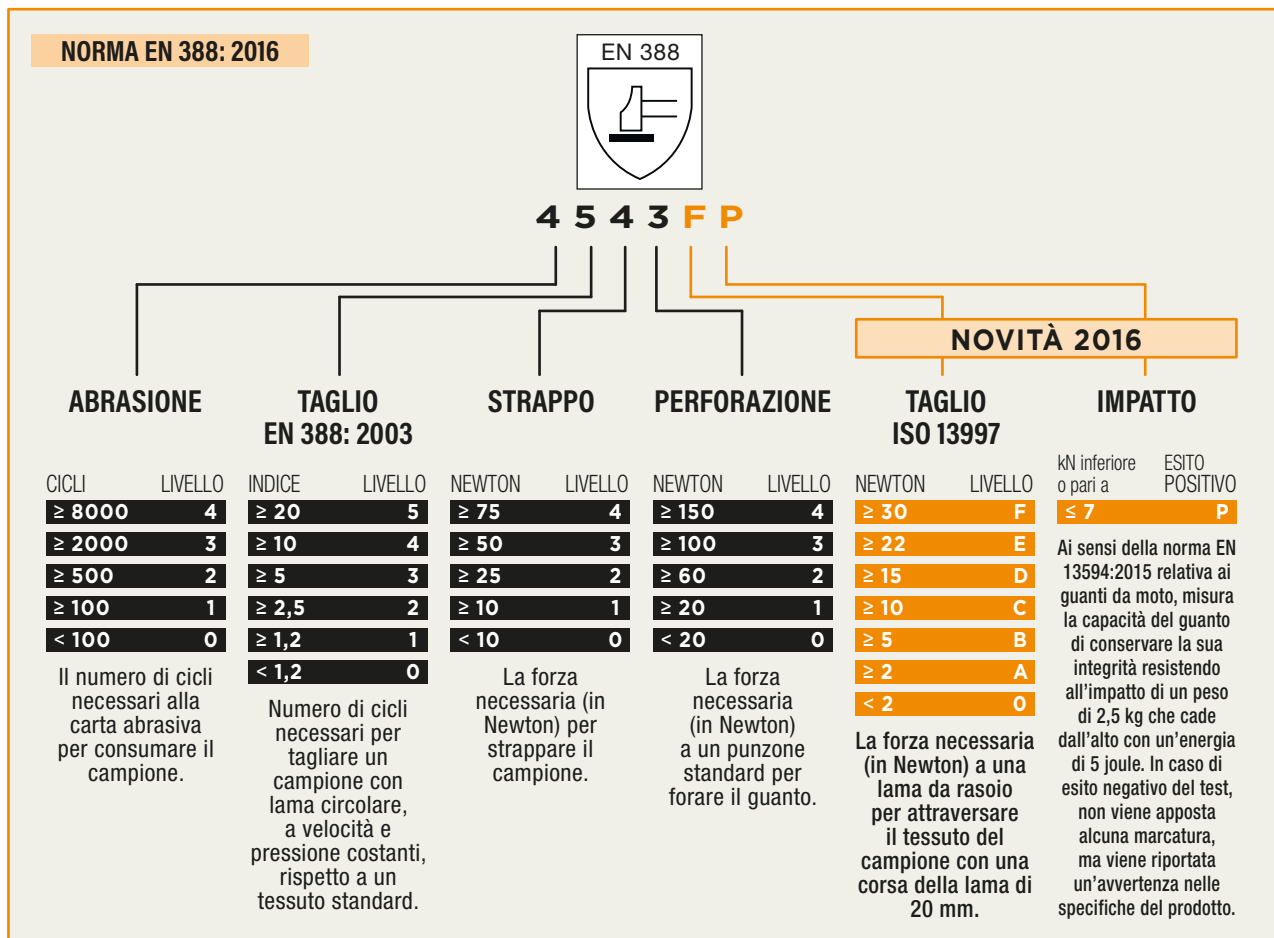 NORMA EN 388: 2016
EN 388
4 5 4 3 F P
NOVITÀ 2016
ABRASIONE
CICLI LIVELLO
≥ 8000 4
≥ 2000 3
≥ 500 2
≥ 100 1
< 100 0
Il numero di cicli
necessari alla
carta abrasiva
per consumare il
campione.
TAGLIO
EN 388: 2003
INDICE LIVELLO
≥ 20 5
≥ 10 4
≥ 5 3
≥ 2,5 2
≥ 1,2 1
< 1,2 0
Numero di cicli
necessari per
tagliare un
campione con
lama circolare,
a velocità e
pressione costanti,
rispetto a un
tessuto standard.
STRAPPO
NEWTON LIVELLO
≥ 75 4
≥ 50 3
≥ 25 2
≥ 10 1
< 10 0
La forza
necessaria (in
Newton) per
strappare il
campione.
PERFORAZIONE
NEWTON LIVELLO
≥ 150 4
≥ 100 3
≥ 60 2
≥ 20 1
< 20 0
La forza
necessaria
(in Newton)
a un punzone
standard per
forare il guanto.
TAGLIO
ISO 13997
NEWTON LIVELLO
≥ 30 F
≥ 22 E
≥ 15 D
≥ 10 C
≥ 5 B
≥ 2 A
< 2 0
La forza necessaria
(in Newton) a una
lama da rasoio
per attraversare
il tessuto del
campione con una
corsa della lama di
20 mm.
IMPATTO
kN inferiore ESITO
o pari a POSITIVO
≤ 7 P
Ai sensi della norma EN
13594:2015 relativa ai
guanti da moto, misura
la capacità del guanto
di conservare la sua
integrità resistendo
all'impatto di un peso
di 2,5 kg che cade
dall'alto con un'energia
di 5 joule. In caso di
esito negativo del test,
non viene apposta
alcuna marcatura,
ma viene riportata
un'avvertenza nelle
specifiche del prodotto.